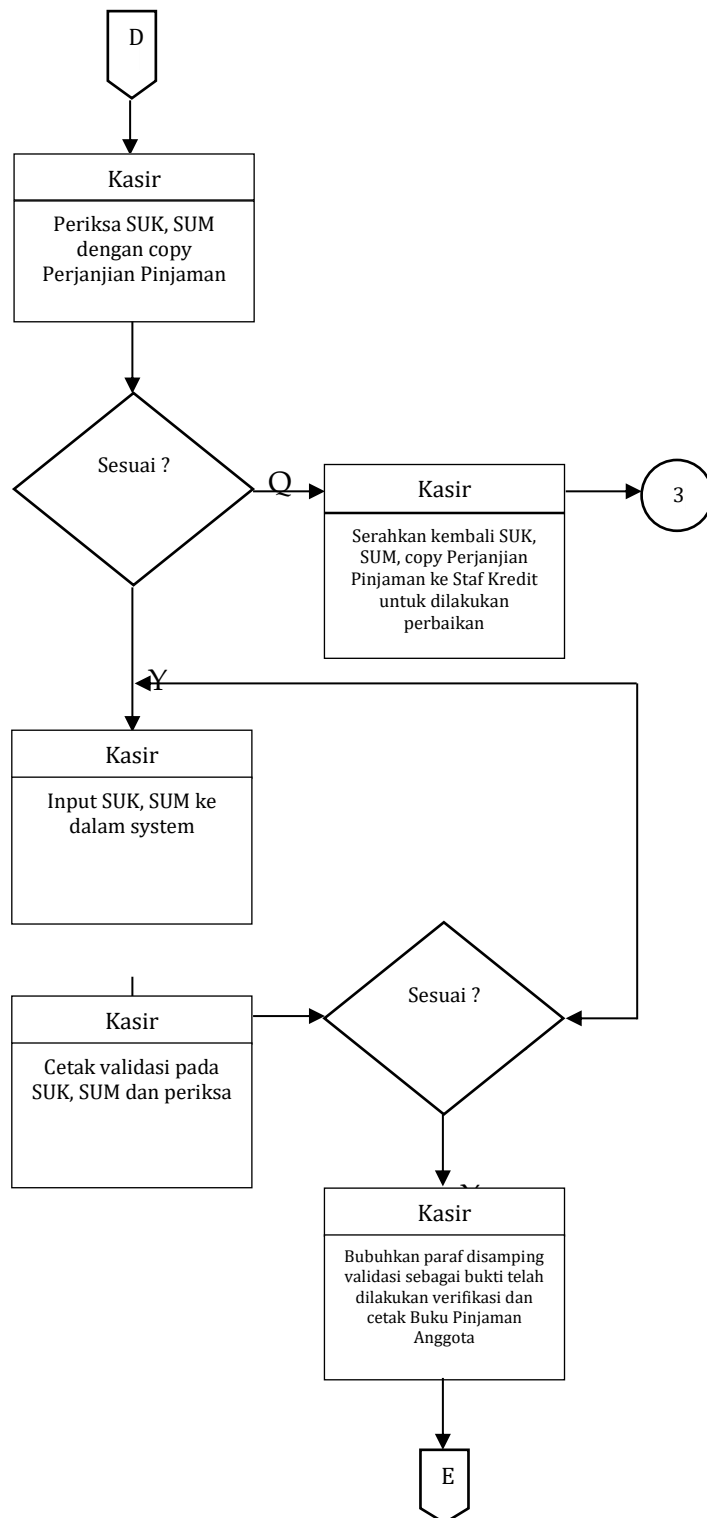 D
Kasir
Periksa SUK, SUM
dengan copy
Perjanjian Pinjaman
Sesuai ?
Q
Kasir
Serahkan kembali SUK,
SUM, copy Perjanjian
Pinjaman ke Staf Kredit
untuk dilakukan
perbaikan
3
Y
Kasir
Input SUK, SUM ke
dalam system
Sesuai ?
Kasir
Cetak validasi pada
SUK, SUM dan periksa
Kasir
Bubuhkan paraf disamping
validasi sebagai bukti telah
dilakukan verifikasi dan
cetak Buku Pinjaman
Anggota
E